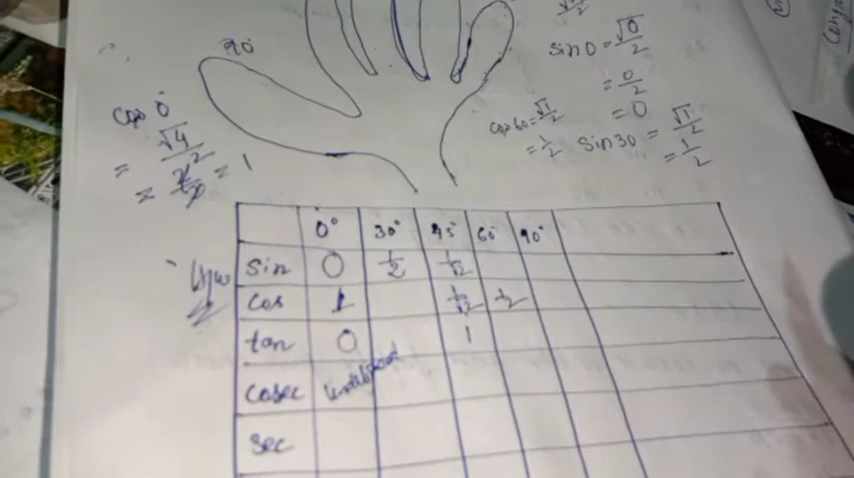 90°
cos 0°
= √4/2
= 2/2 = 1
sin 0 = √0/2
= 0/2
= 0
cos 60 = √1/2
= 1/2
sin 30 = √1/2
= 1/2
0° 30° 45° 60° 90°
sin 0 1/2 1/√2
cos 1 1/√2 1/2
tan 0 1
cosec undefined
sec